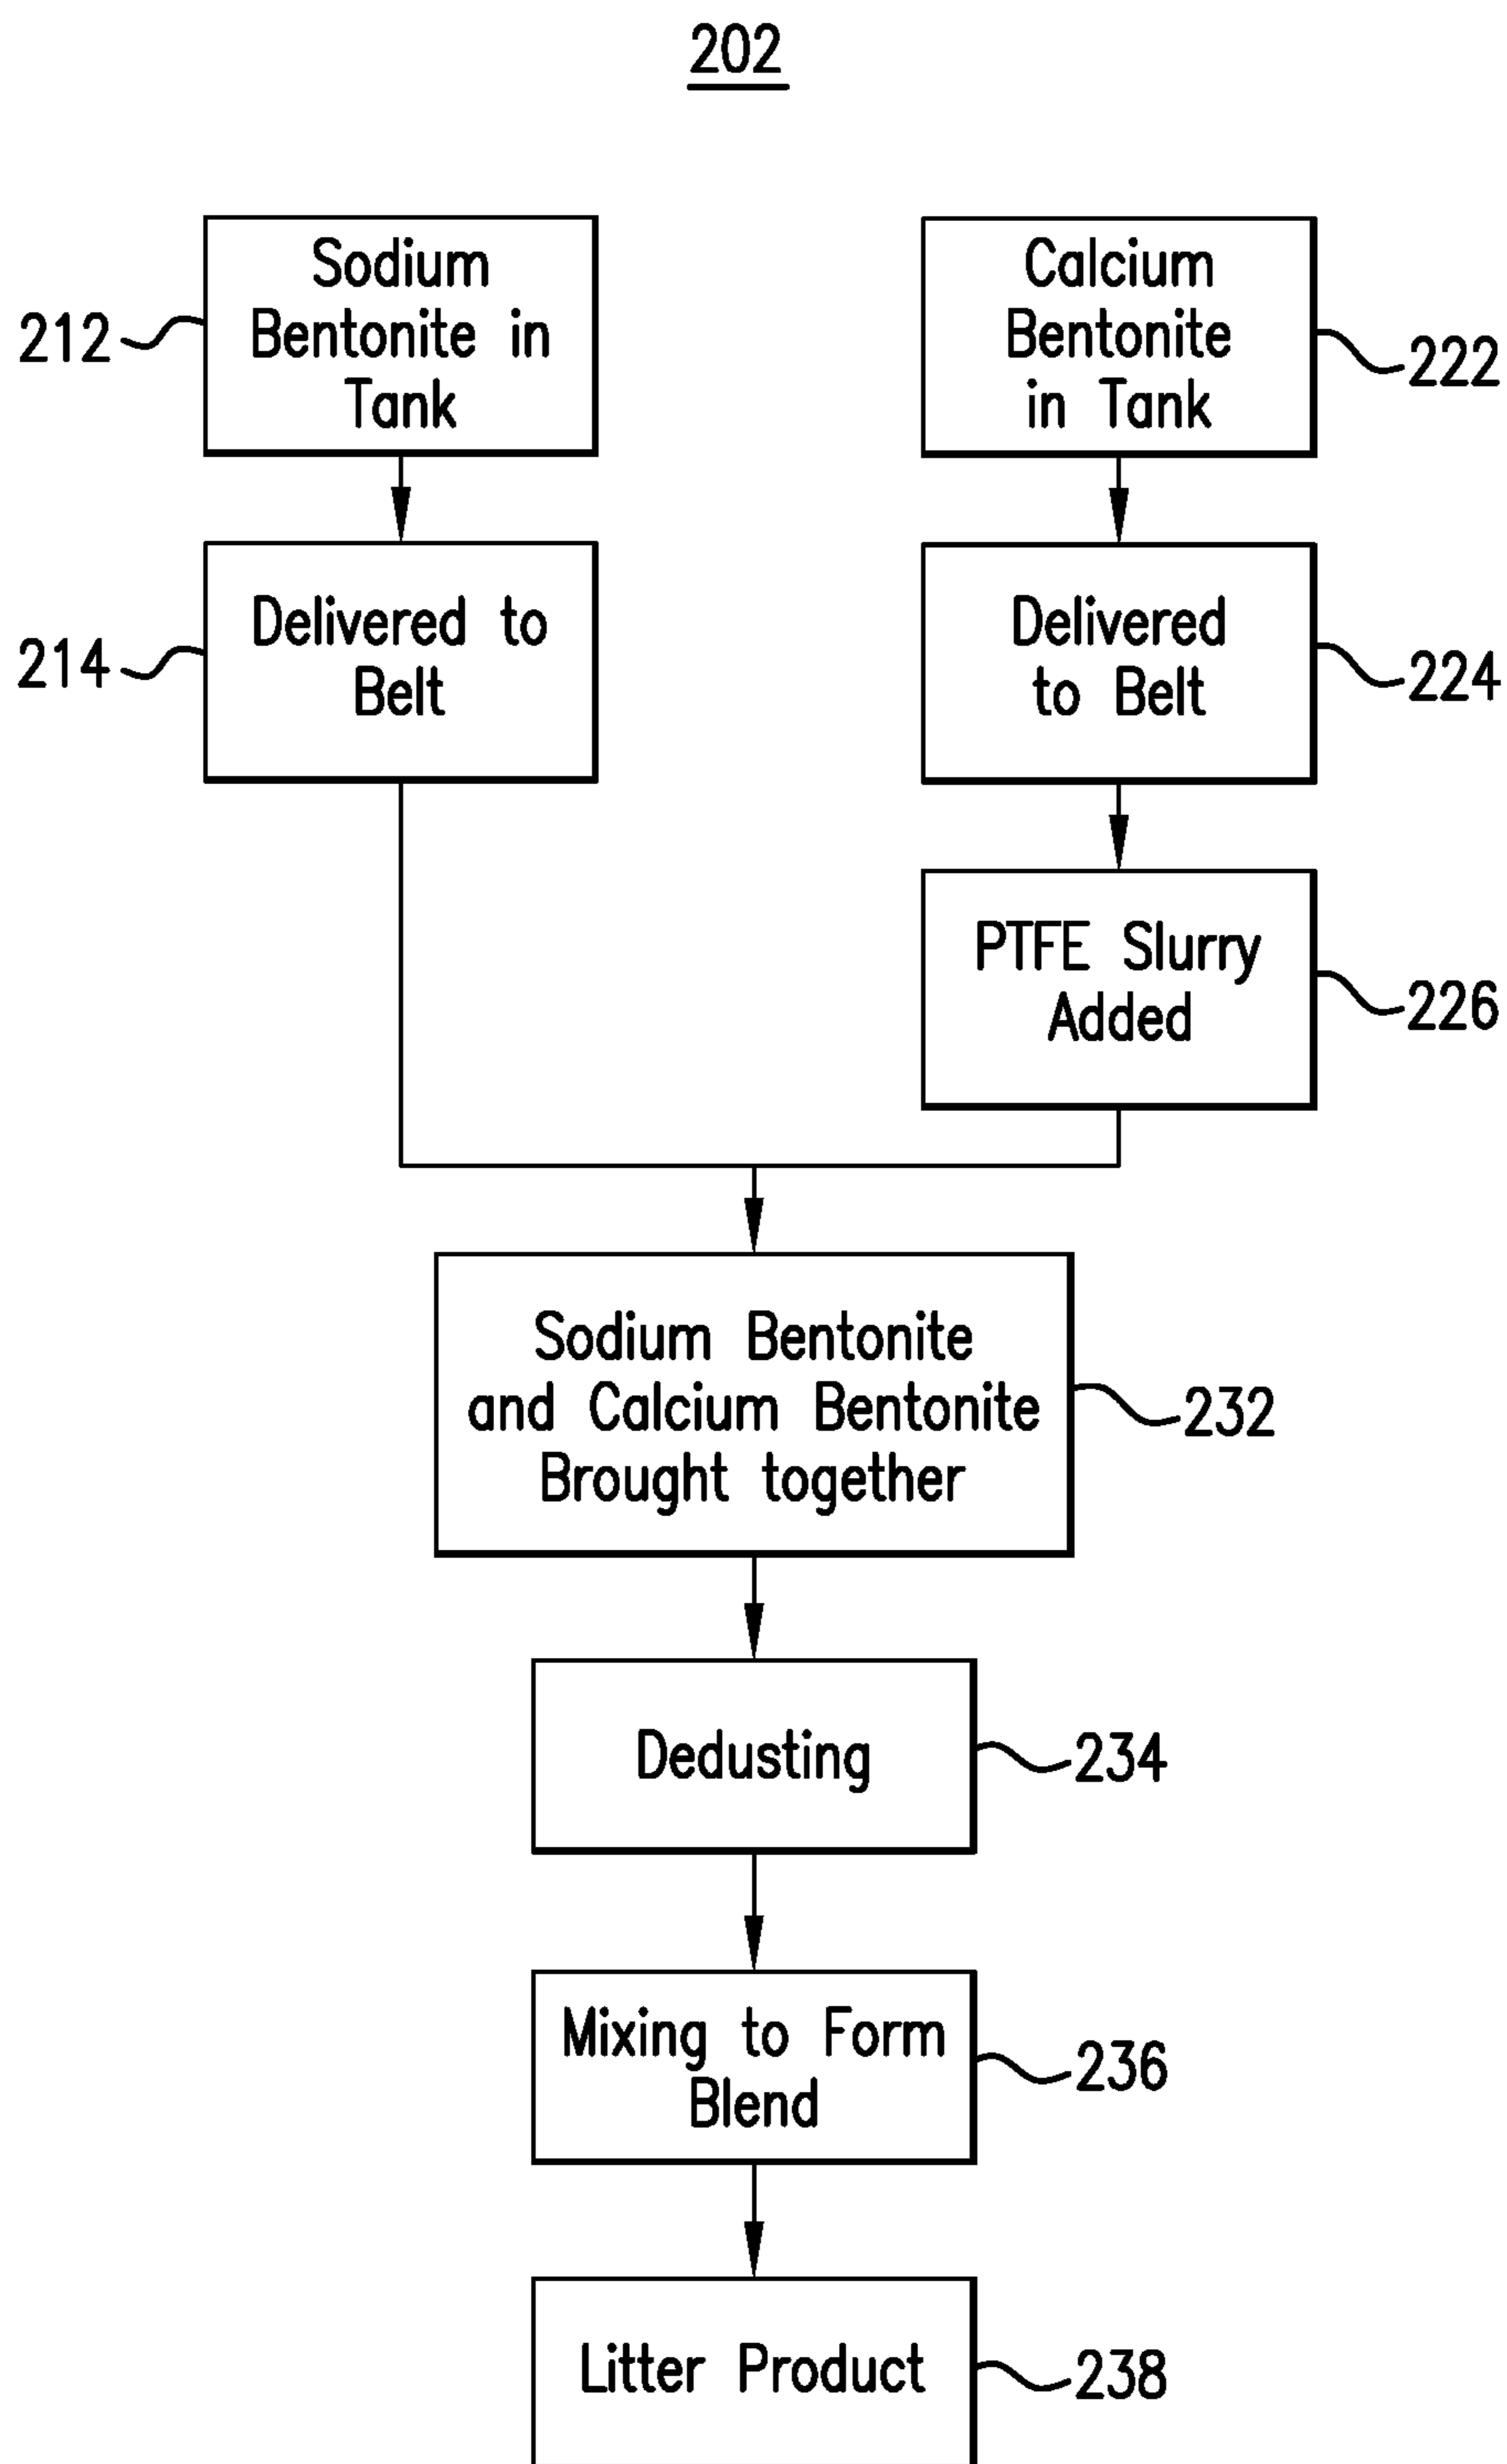 202
Sodium
Bentonite in
Tank
212
Calcium
Bentonite
in Tank
222
Delivered to
Belt
214
Delivered
to Belt
224
PTFE Slurry
Added
226
Sodium Bentonite
and Calcium Bentonite
Brought together
232
Dedusting
234
Mixing to Form
Blend
236
Litter Product
238